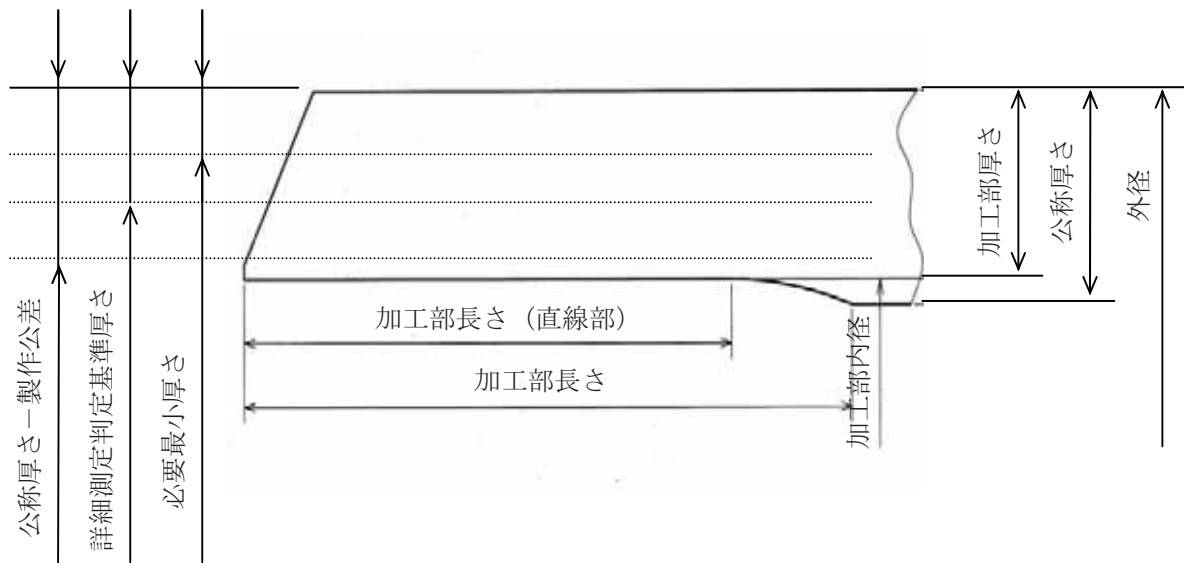 公称厚さ－製作公差
詳細測定判定基準厚さ
必要最小厚さ
加工部長さ（直線部）
加工部長さ
加工部内径
加工部厚さ
公称厚さ
外径